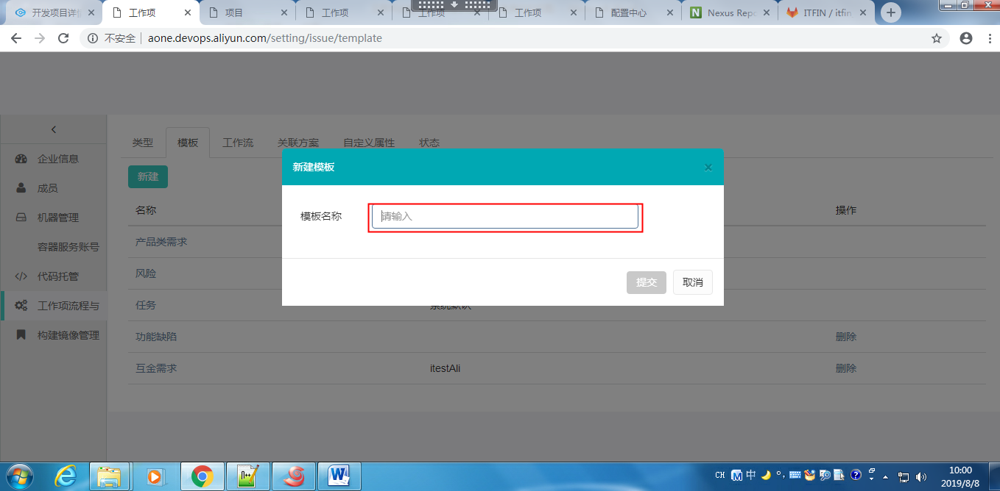 开发项目详
工作项
项目
工作项
工作项
工作项
配置中心
Nexus Repo
ITFIN / itfin
不安全
aone.devops.aliyun.com/setting/issue/template
类型
模板
工作流
关联方案
自定义属性
状态
企业信息
成员
机器管理
容器服务账号
代码托管
工作项流程与
构建镜像管理
新建
名称
操作
产品类需求
风险
任务
系统默认
功能缺陷
删除
互金需求
itestAli
删除
新建模板
模板名称
请输入
提交
取消
CH
中
10:00
2019/8/8